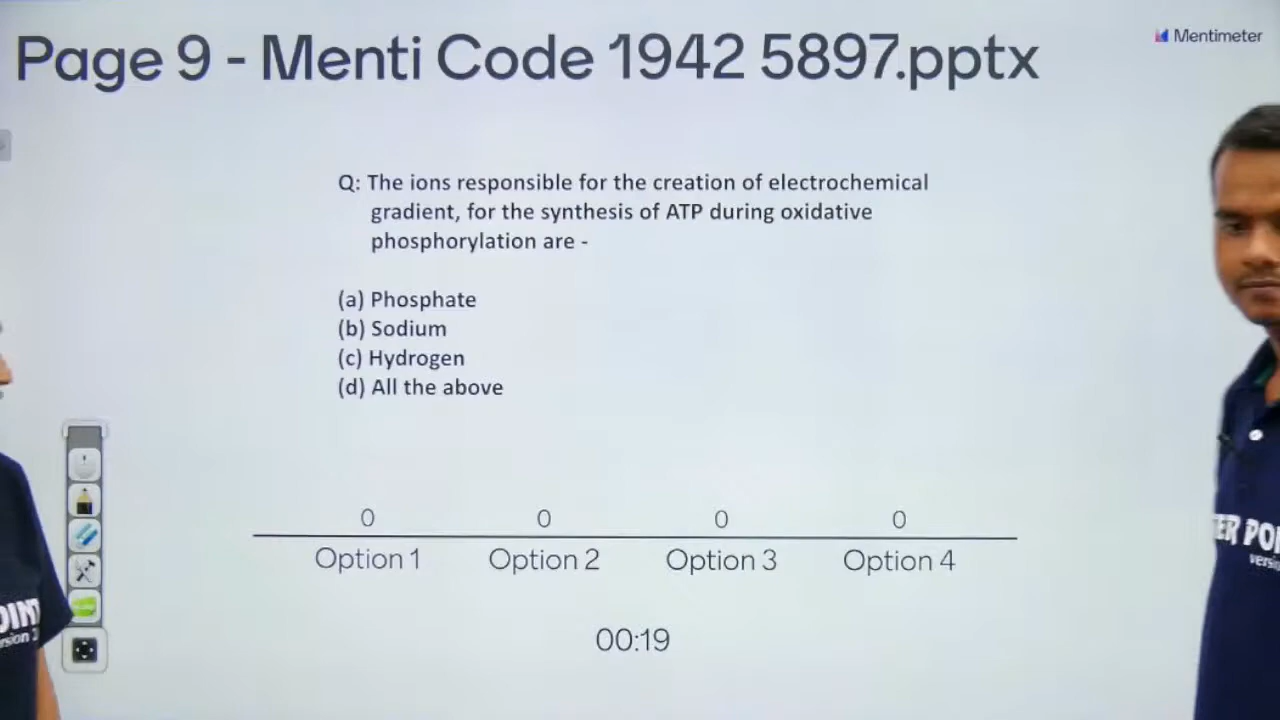 Page 9 - Menti Code 1942 5897.pptx
Mentimeter
Q: The ions responsible for the creation of electrochemical
gradient, for the synthesis of ATP during oxidative
phosphorylation are -
(a) Phosphate
(b) Sodium
(c) Hydrogen
(d) All the above
0 0 0 0
Option 1 Option 2 Option 3 Option 4
00:19